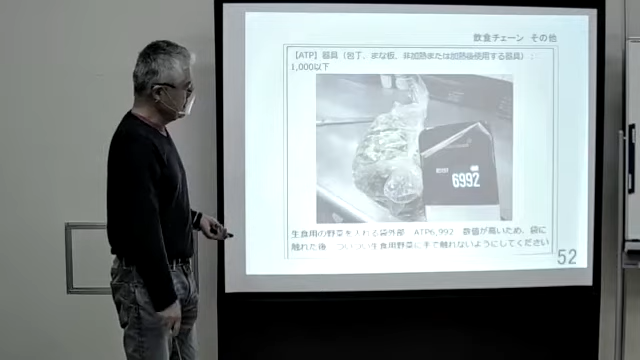 飲食チェーン その他
【ATP】器具（包丁、まな板、非加熱または加熱後使用する器具）：
1,000以下
6992
生食用の野菜を入れる袋外部 ATP6,992 数値が高いため、袋に
触れた後、ついつい生食用野菜に手で触れないようにしてください
52